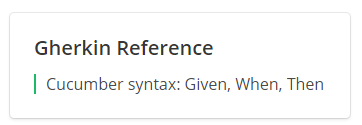 Gherkin Reference
Cucumber syntax: Given, When, Then